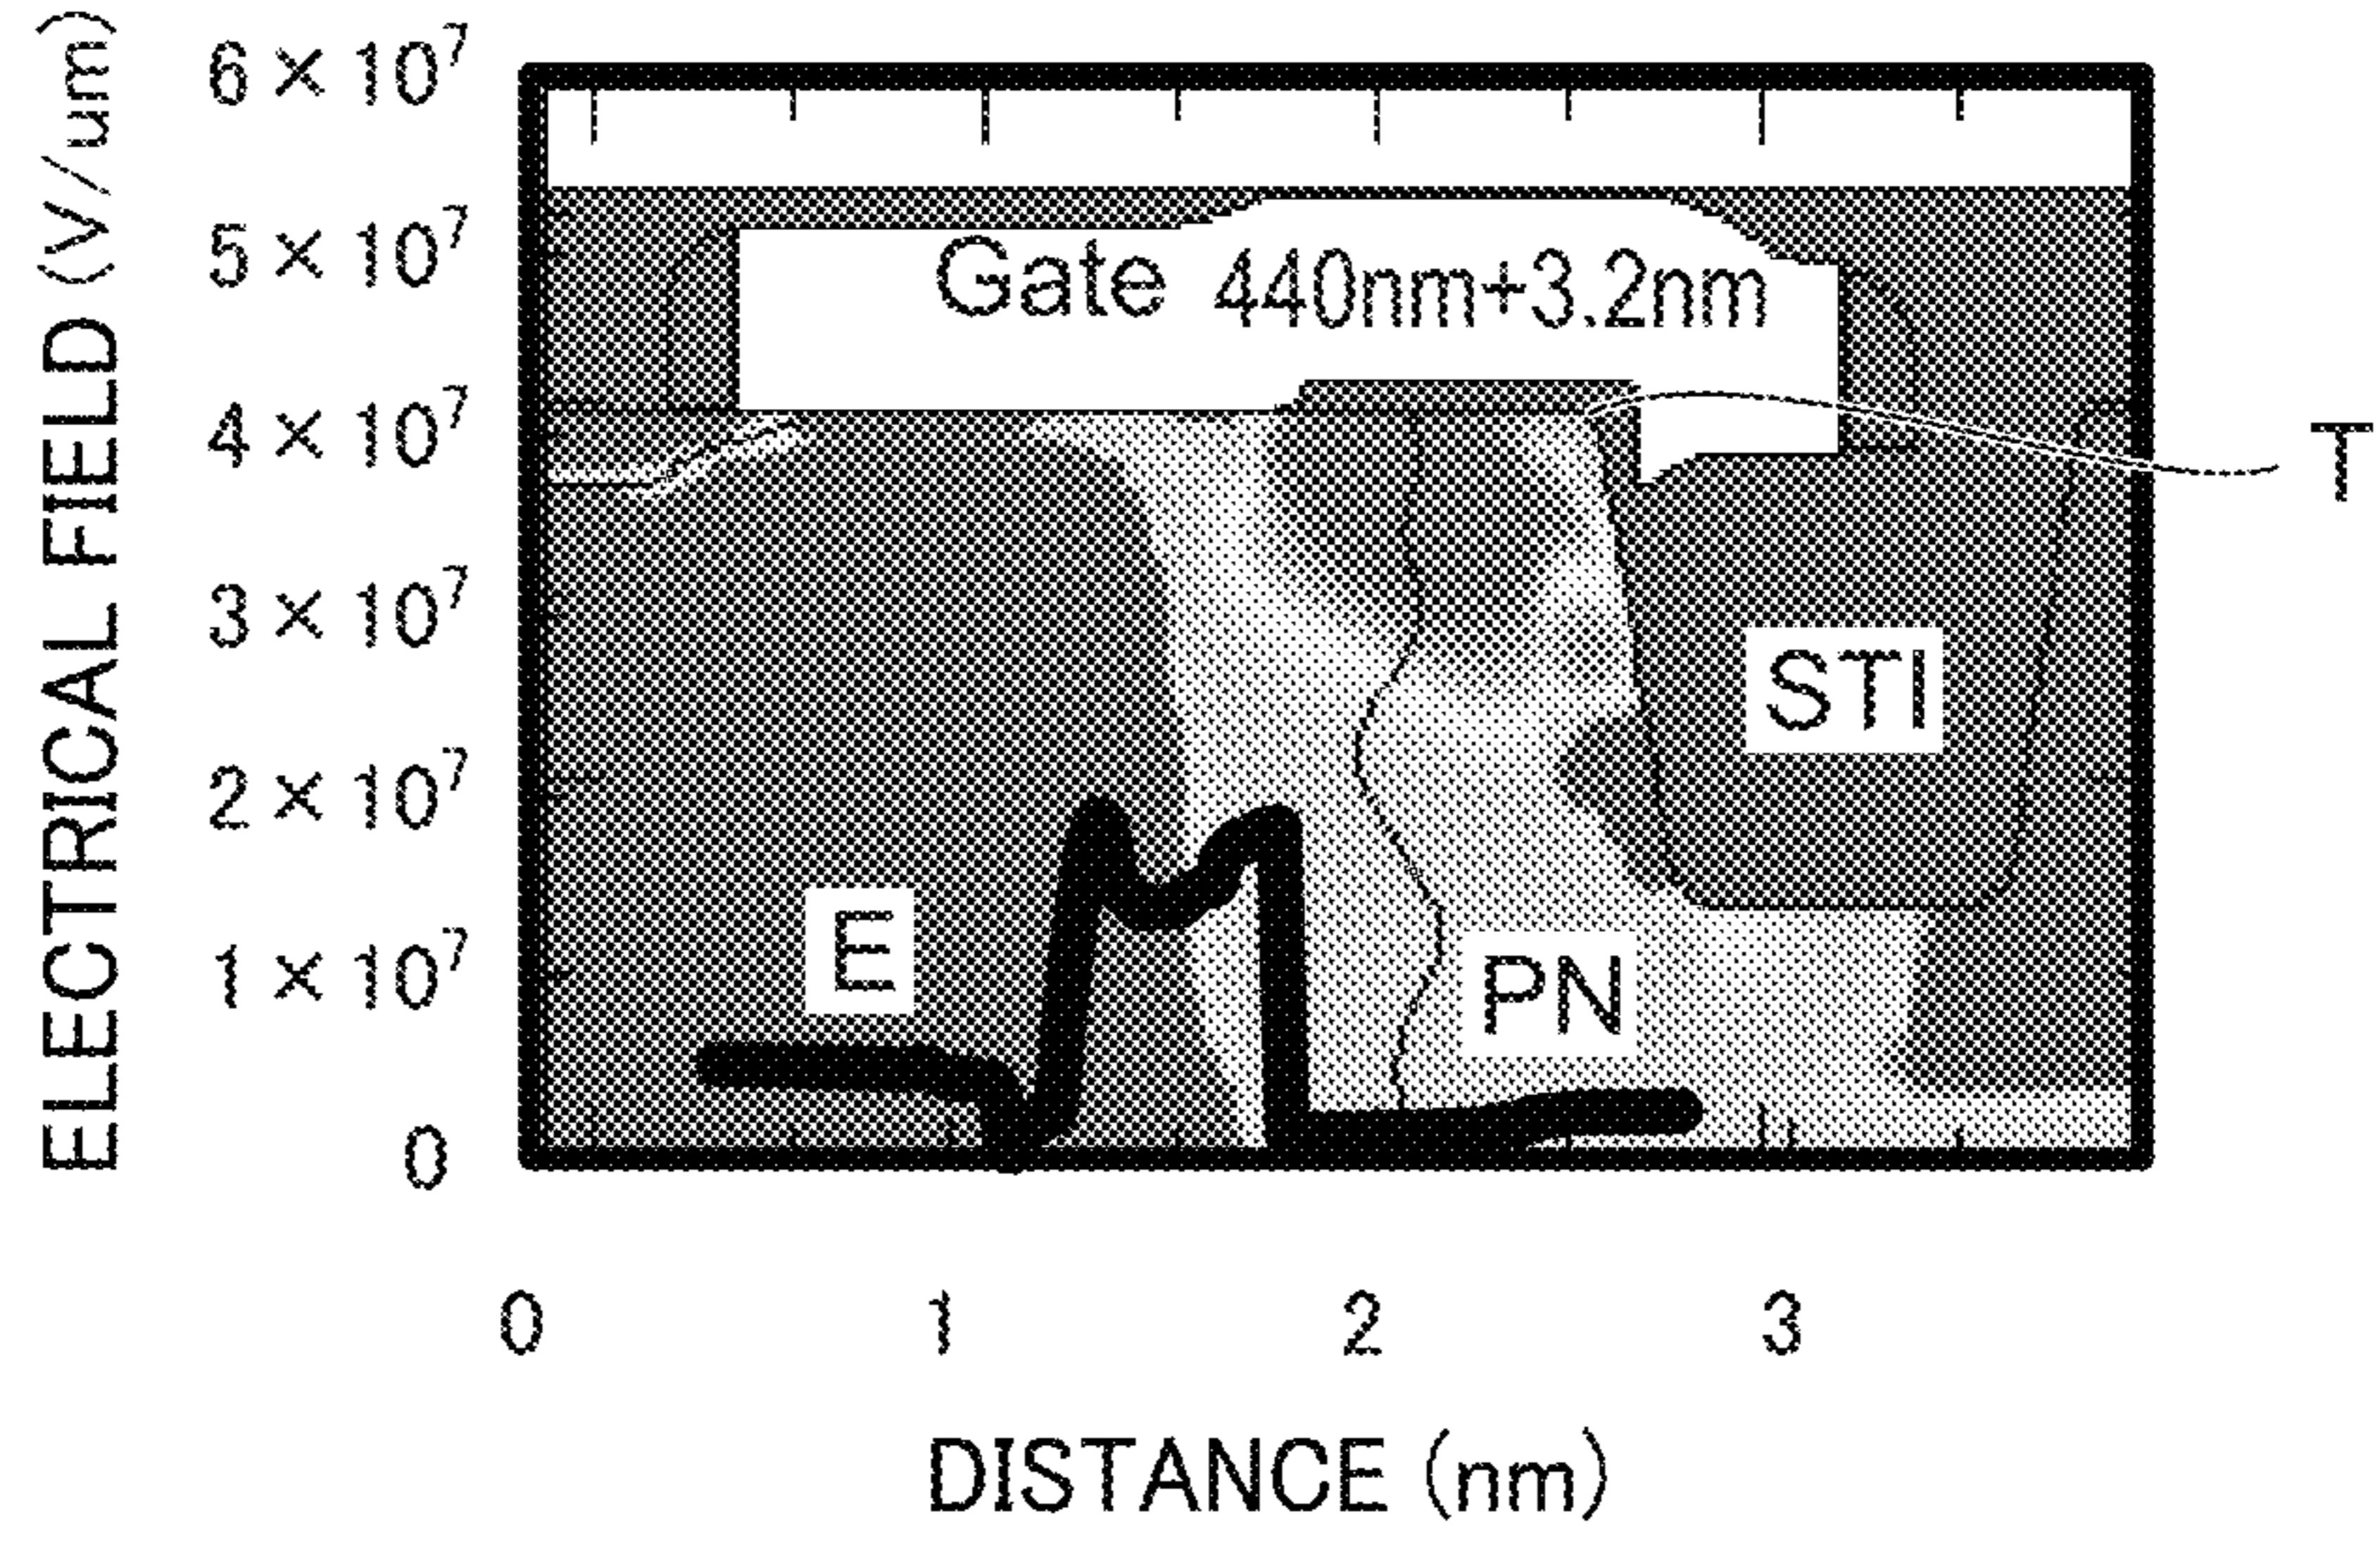 ELECTRICAL FIELD (V/um)
6×10⁷
5×10⁷
4×10⁷
3×10⁷
2×10⁷
1×10⁷
0
Gate 440nm+3.2nm
T
STI
E
PN
0 1 2 3
DISTANCE (nm)